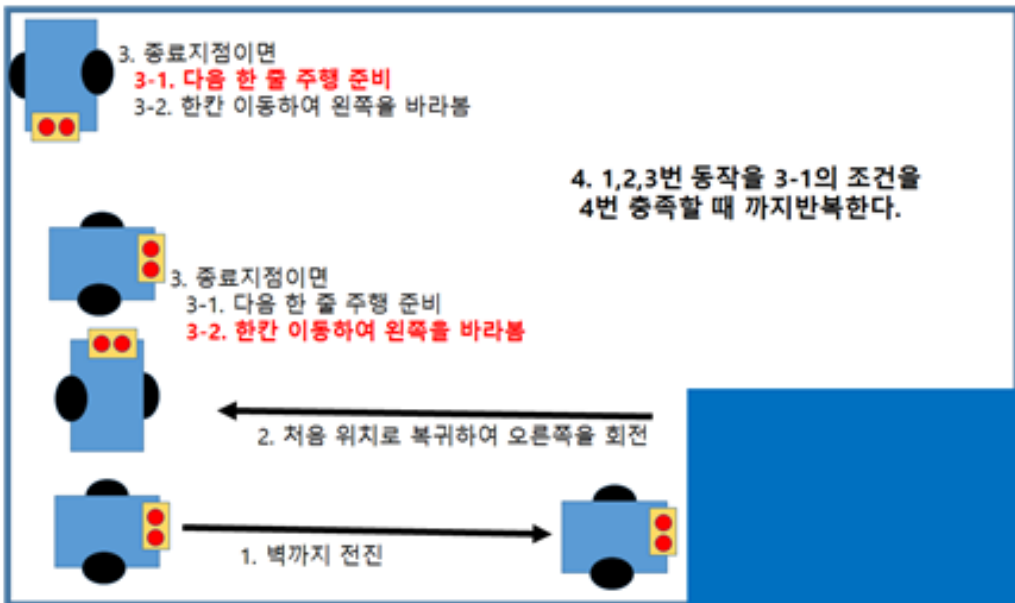 3. 종료지점이면
3-1. 다음 한 줄 주행 준비
3-2. 한칸 이동하여 왼쪽을 바라봄
4. 1,2,3번 동작을 3-1의 조건을
4번 충족할 때 까지반복한다.
3. 종료지점이면
3-1. 다음 한 줄 주행 준비
3-2. 한칸 이동하여 왼쪽을 바라봄
2. 처음 위치로 복귀하여 오른쪽을 회전
1. 벽까지 전진